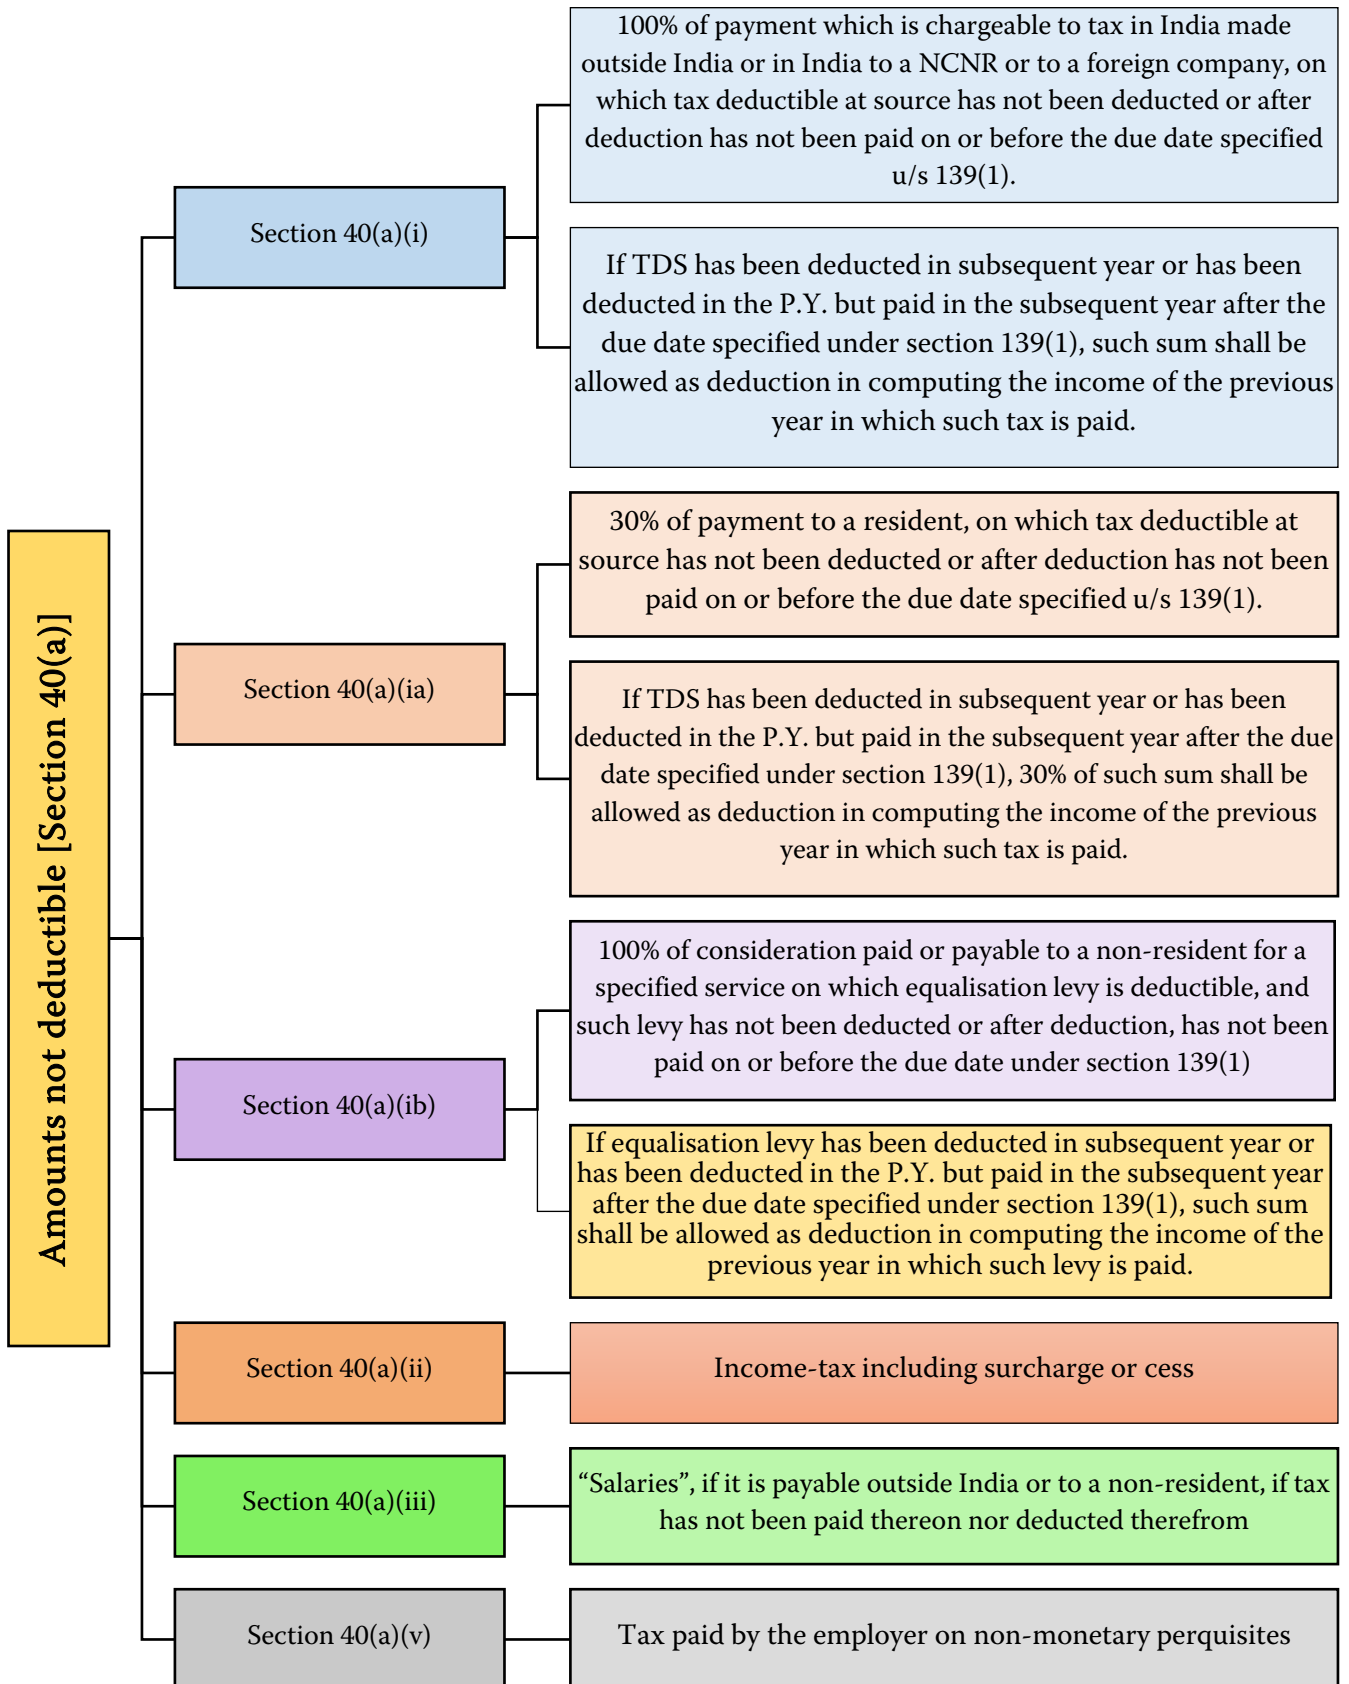 Amounts not deductible [Section 40(a)]
Section 40(a)(i)
100% of payment which is chargeable to tax in India made
outside India or in India to a NCNR or to a foreign company, on
which tax deductible at source has not been deducted or after
deduction has not been paid on or before the due date specified
u/s 139(1).
If TDS has been deducted in subsequent year or has been
deducted in the P.Y. but paid in the subsequent year after the
due date specified under section 139(1), such sum shall be
allowed as deduction in computing the income of the previous
year in which such tax is paid.
Section 40(a)(ia)
30% of payment to a resident, on which tax deductible at
source has not been deducted or after deduction has not been
paid on or before the due date specified u/s 139(1).
If TDS has been deducted in subsequent year or has been
deducted in the P.Y. but paid in the subsequent year after the due
date specified under section 139(1), 30% of such sum shall be
allowed as deduction in computing the income of the previous
year in which such tax is paid.
Section 40(a)(ib)
100% of consideration paid or payable to a non-resident for a
specified service on which equalisation levy is deductible, and
such levy has not been deducted or after deduction, has not been
paid on or before the due date under section 139(1)
If equalisation levy has been deducted in subsequent year or
has been deducted in the P.Y. but paid in the subsequent year
after the due date specified under section 139(1), such sum
shall be allowed as deduction in computing the income of the
previous year in which such levy is paid.
Section 40(a)(ii)
Income-tax including surcharge or cess
Section 40(a)(iii)
“Salaries”, if it is payable outside India or to a non-resident, if tax
has not been paid thereon nor deducted therefrom
Section 40(a)(v)
Tax paid by the employer on non-monetary perquisites